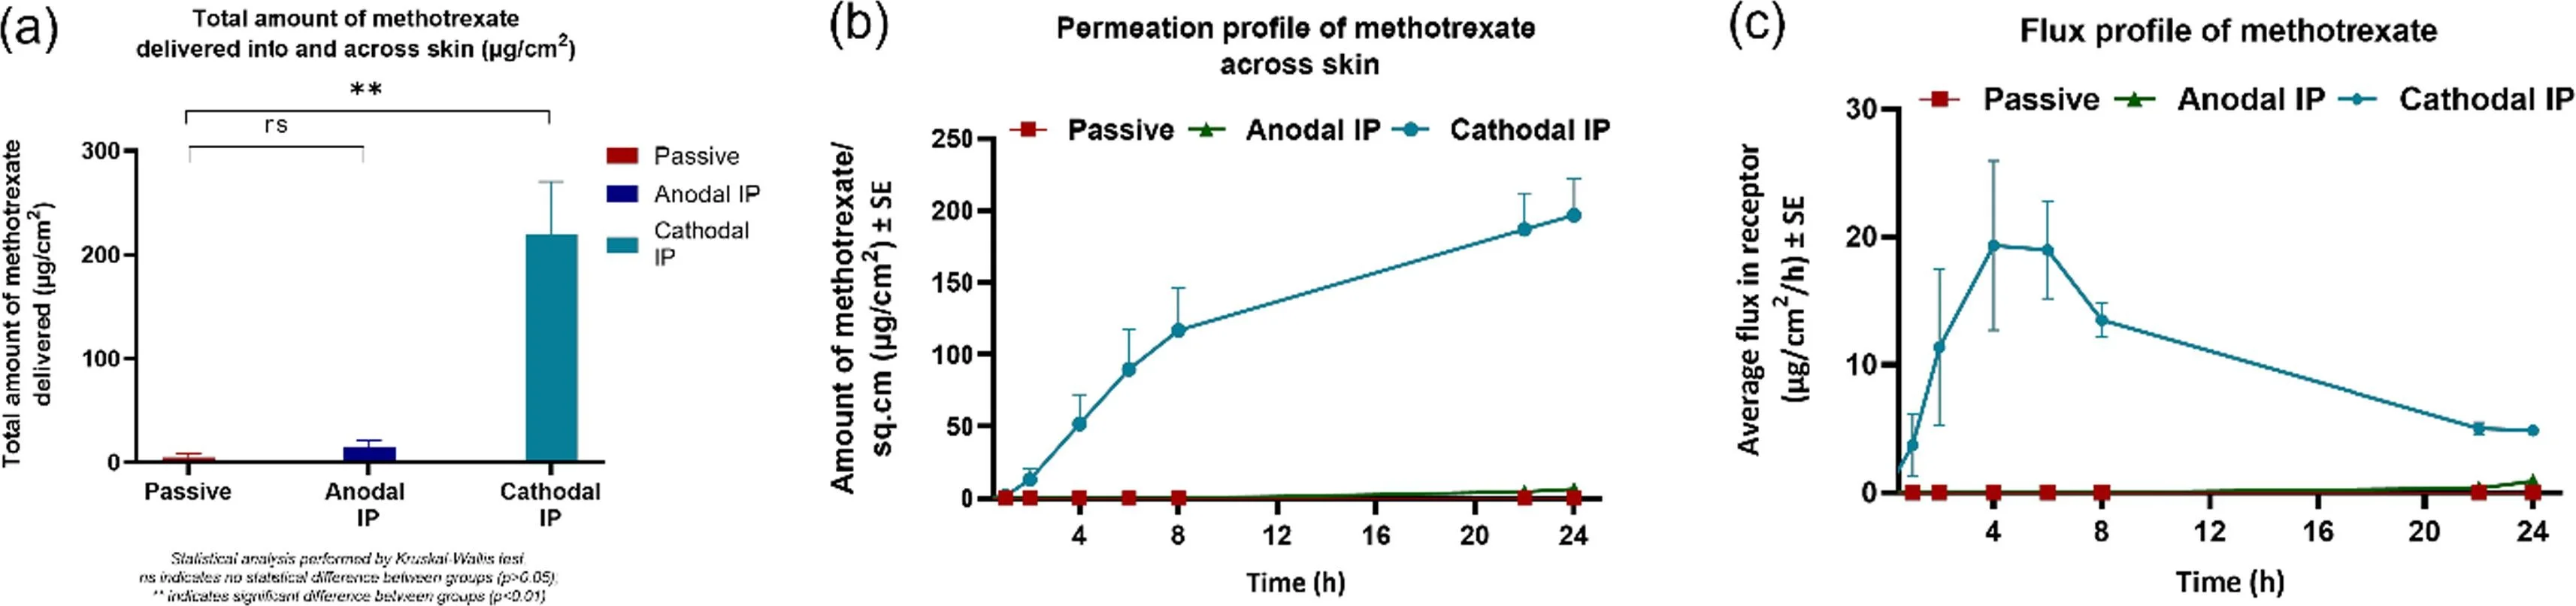 (a)
Total amount of methotrexate
delivered into and across skin (µg/cm²)
**
rs
Total amount of methotrexate
delivered (µg/cm²)
300
200
100
0
Passive
Anodal IP
Cathodal
IP
Passive
Anodal
IP
Cathodal
IP
Statistical analysis performed by Kruskal-Wallis test,
ns indicates no statistical difference between groups (p>0.05);
** indicates significant difference between groups (p<0.01)
(b)
Permeation profile of methotrexate
across skin
Passive Anodal IP Cathodal IP
Amount of methotrexate/
sq.cm (µg/cm²) ± SE
250
200
150
100
50
0
4 8 12 16 20 24
Time (h)
(c)
Flux profile of methotrexate
Passive Anodal IP Cathodal IP
Average flux in receptor
(µg/cm²/h) ± SE
30
20
10
0
4 8 12 16 20 24
Time (h)